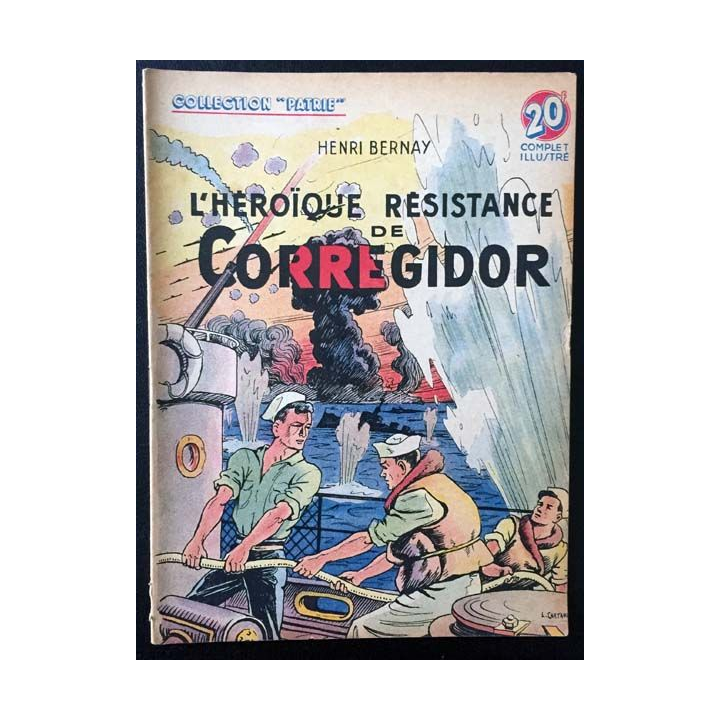 COLLECTION "PATRIE"
20F
COMPLET
ILLUSTRÉ
HENRI BERNAY
L'HÉROÏQUE RÉSISTANCE
DE
CORREGIDOR